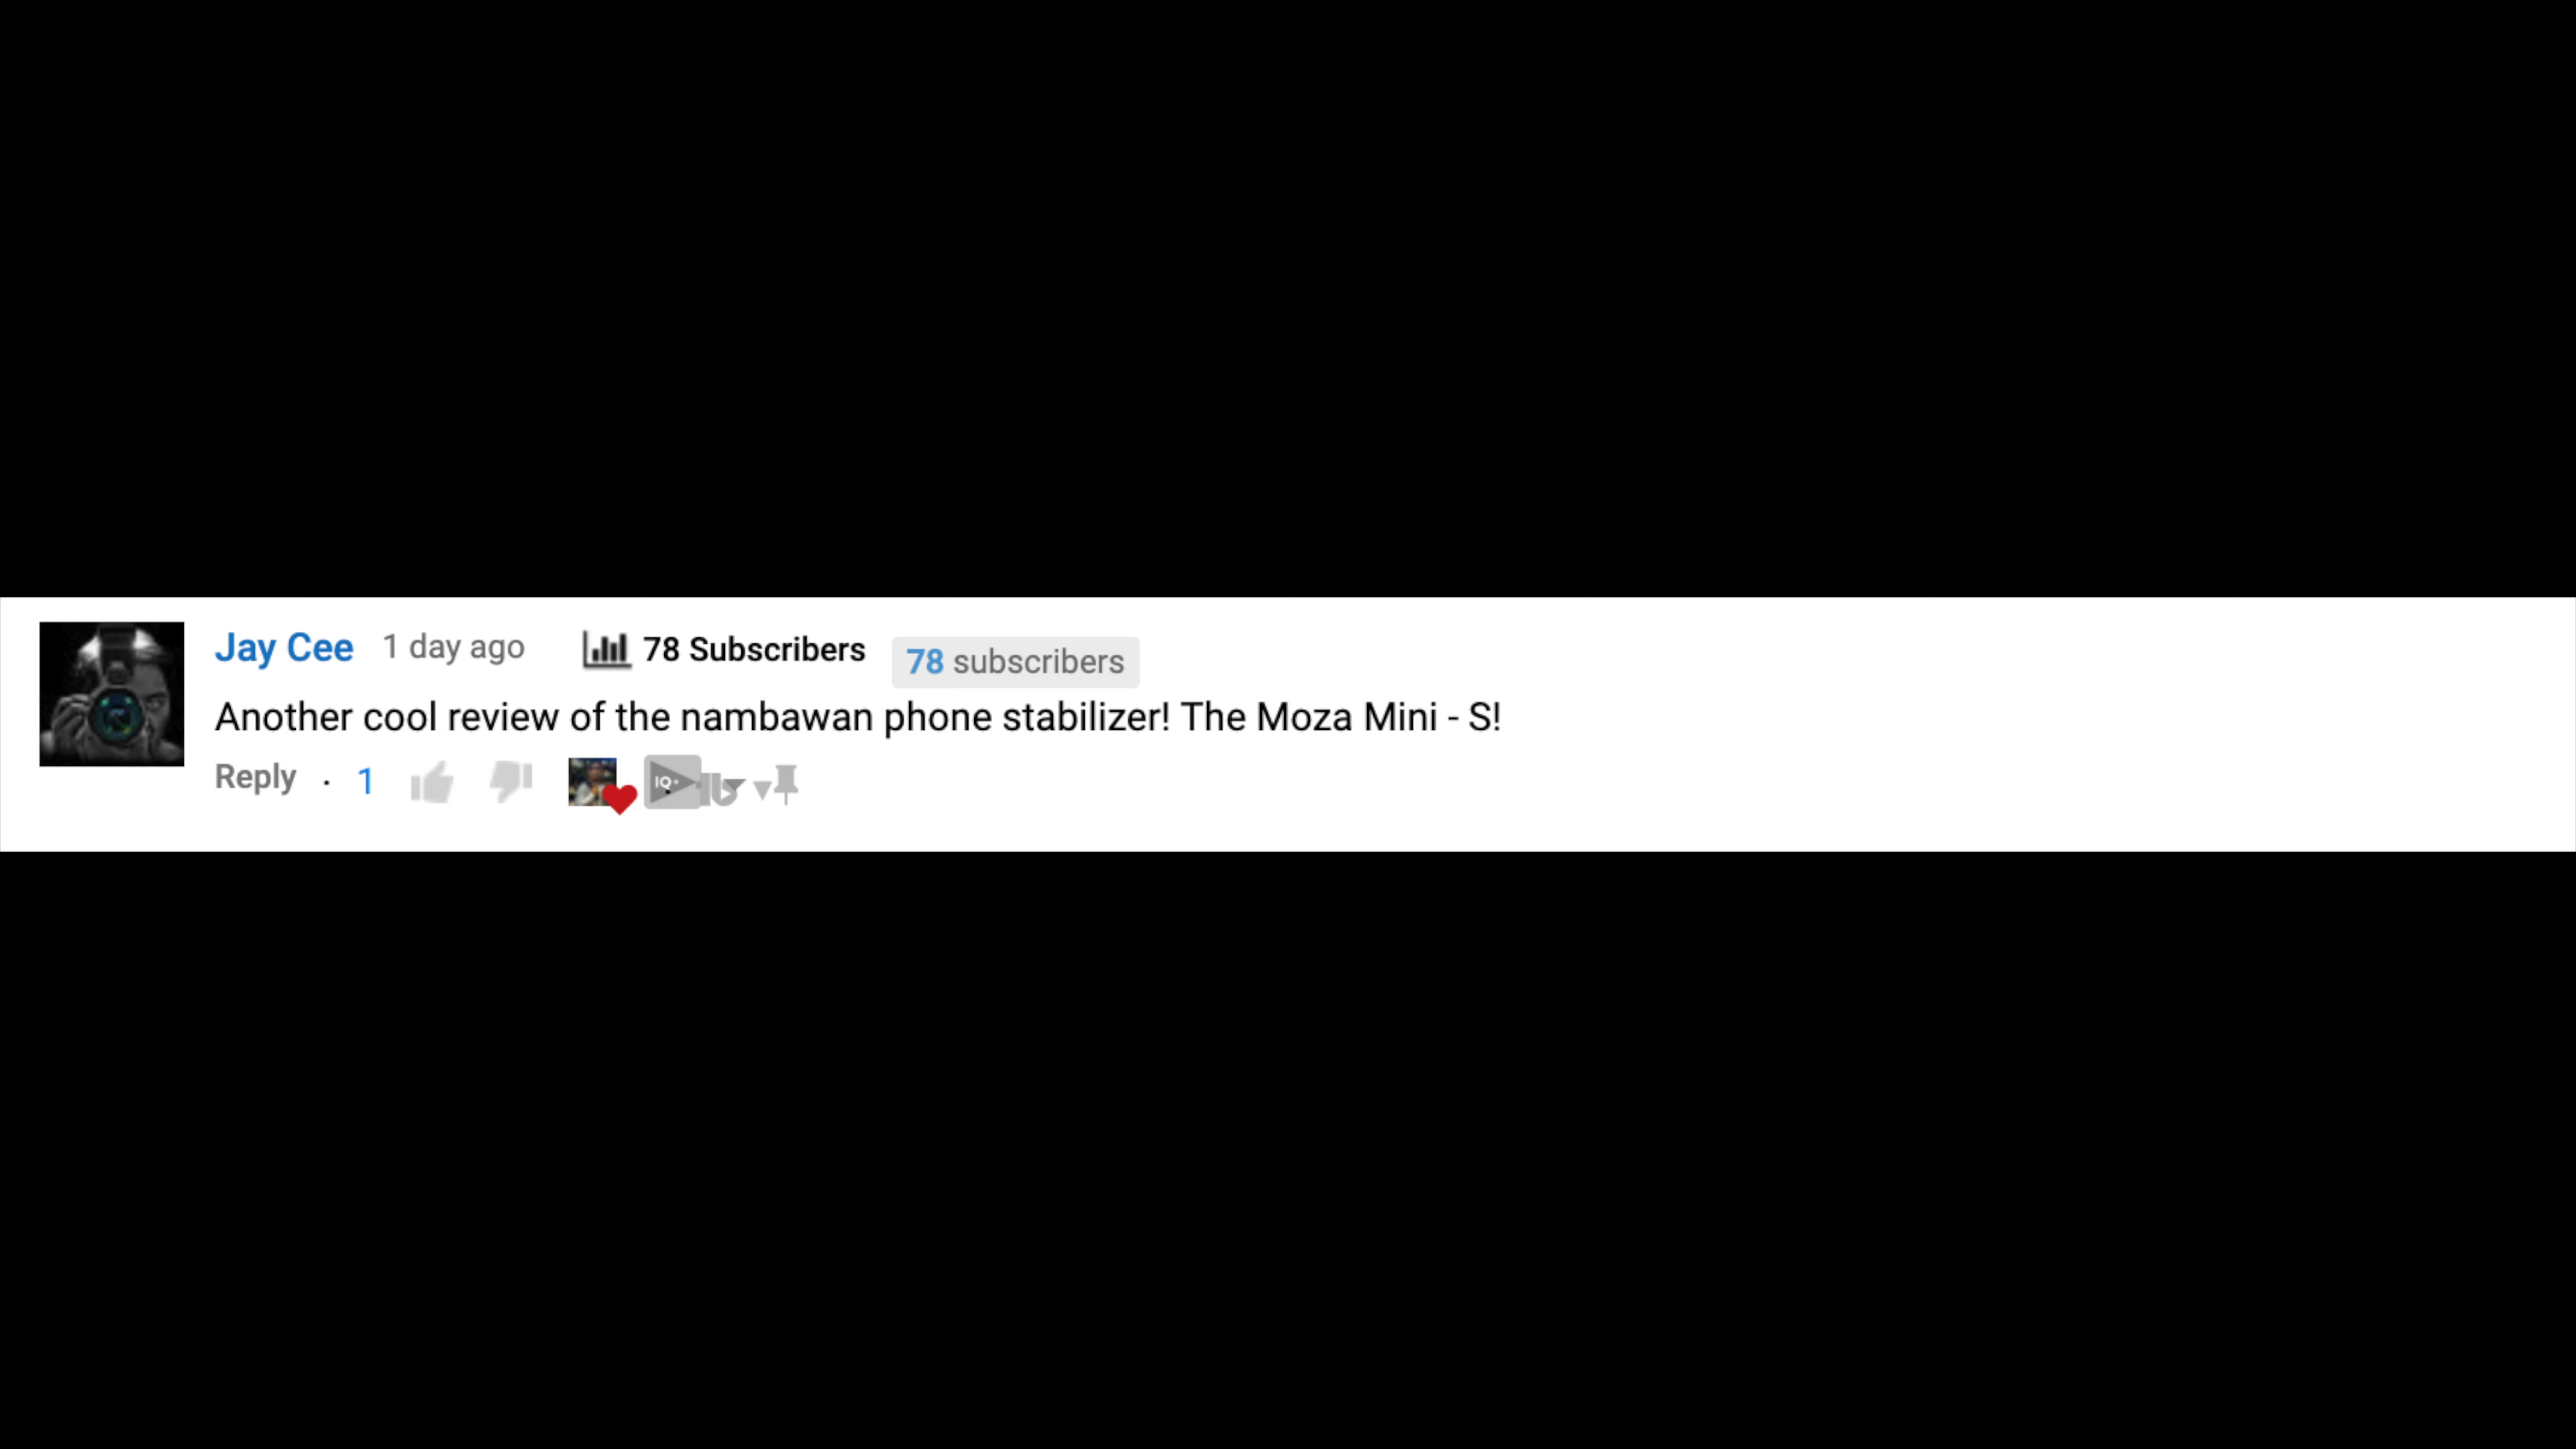 Jay Cee 1 day ago 78 Subscribers 78 subscribers
Another cool review of the nambawan phone stabilizer! The Moza Mini - S!
Reply · 1 IQ+